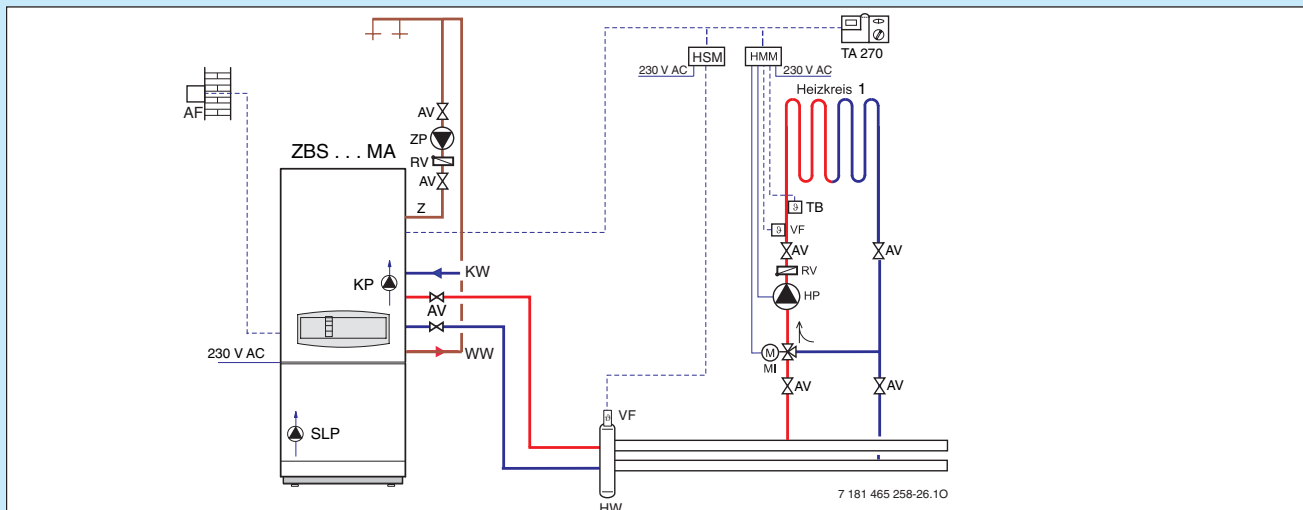 TA 270
HSM
HMM
230 V AC
230 V AC
Heizkreis 1
AF
AV
ZP
RV
AV
Z
ZBS . . . MA
TB
VF
AV
AV
RV
HP
KW
KP
AV
M
MI
230 V AC
WW
AV
AV
SLP
VF
HW
7 181 465 258-26.1O